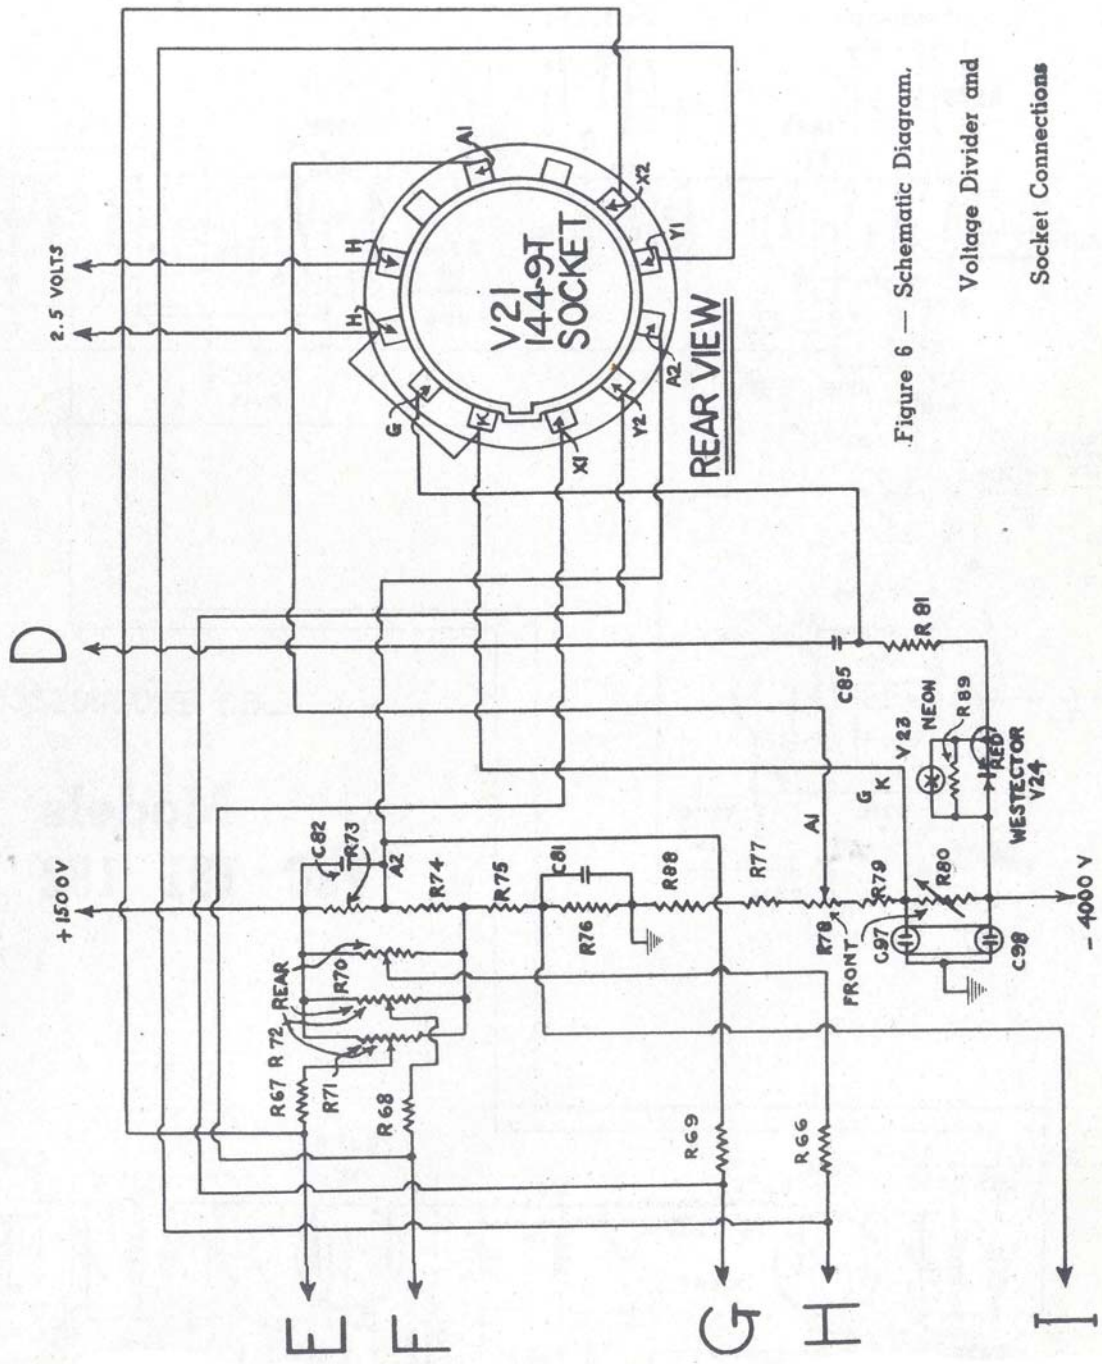 2.5 VOLTS
D
+1500V
H
H
A1
G
K
X1
Y2
A2
Y1
X2
V21
144-9T
SOCKET
REAR VIEW
C82
R73
A2
R74
R75
C81
R76
R88
R77
A1
R78
FRONT
R79
R80
C97
C98
-4000 V
REAR
R70
R72
R67
R71
R68
R69
R66
C85
R81
V23
NEON
R89
G
K
RED
WESTECTOR
V24
E
F
G
H
I
Figure 6 — Schematic Diagram,
Voltage Divider and
Socket Connections